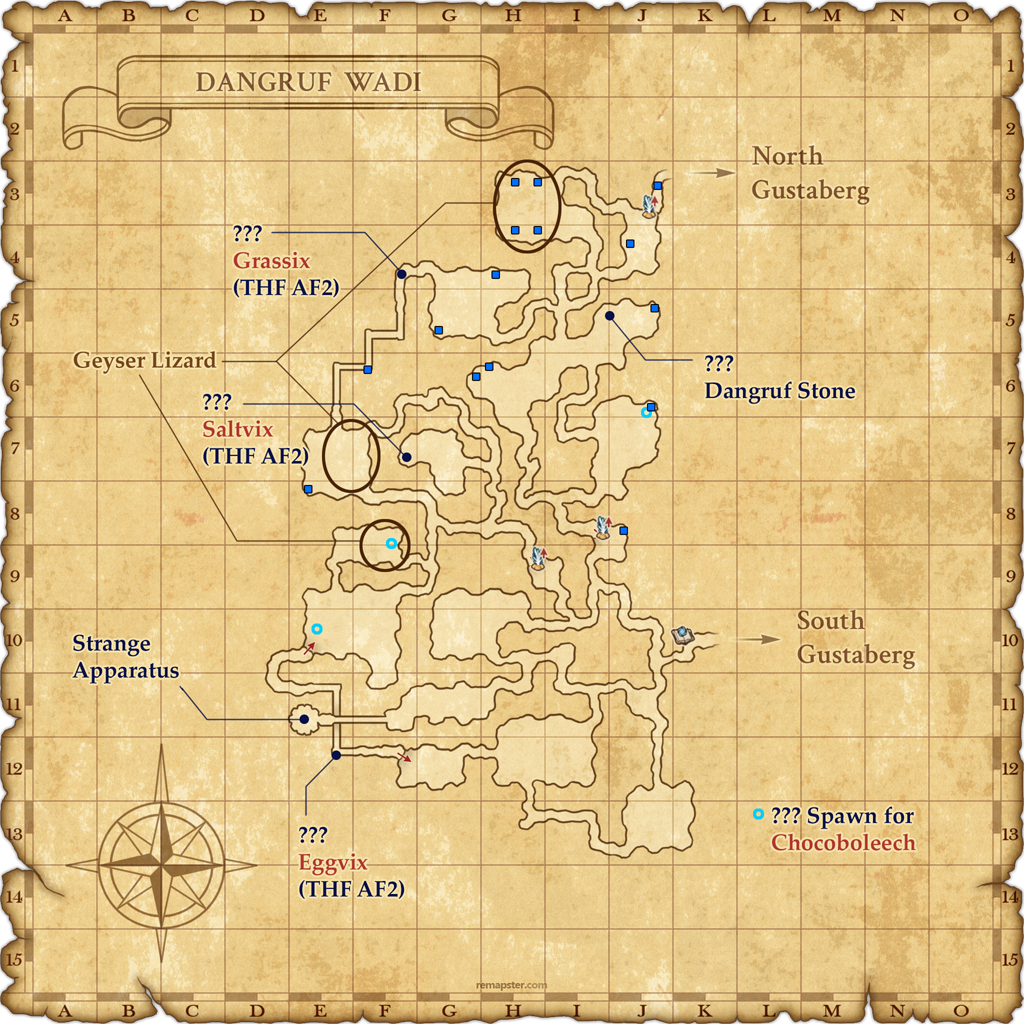 A B C D E F G H I J K L M N O
1 1
DANGRUF WADI
2 2
North
Gustaberg
3 3
???
Grassix
(THF AF2)
4 4
5 5
Geyser Lizard
???
Dangruf Stone
6 6
???
Saltvix
(THF AF2)
7 7
8 8
9 9
South
Gustaberg
10 10
Strange
Apparatus
11 11
12 12
??? Spawn for
Chocoboleech
13 13
???
Eggvix
(THF AF2)
14 14
15 15
remapster.com
A B C D E F G H I J K L M N O